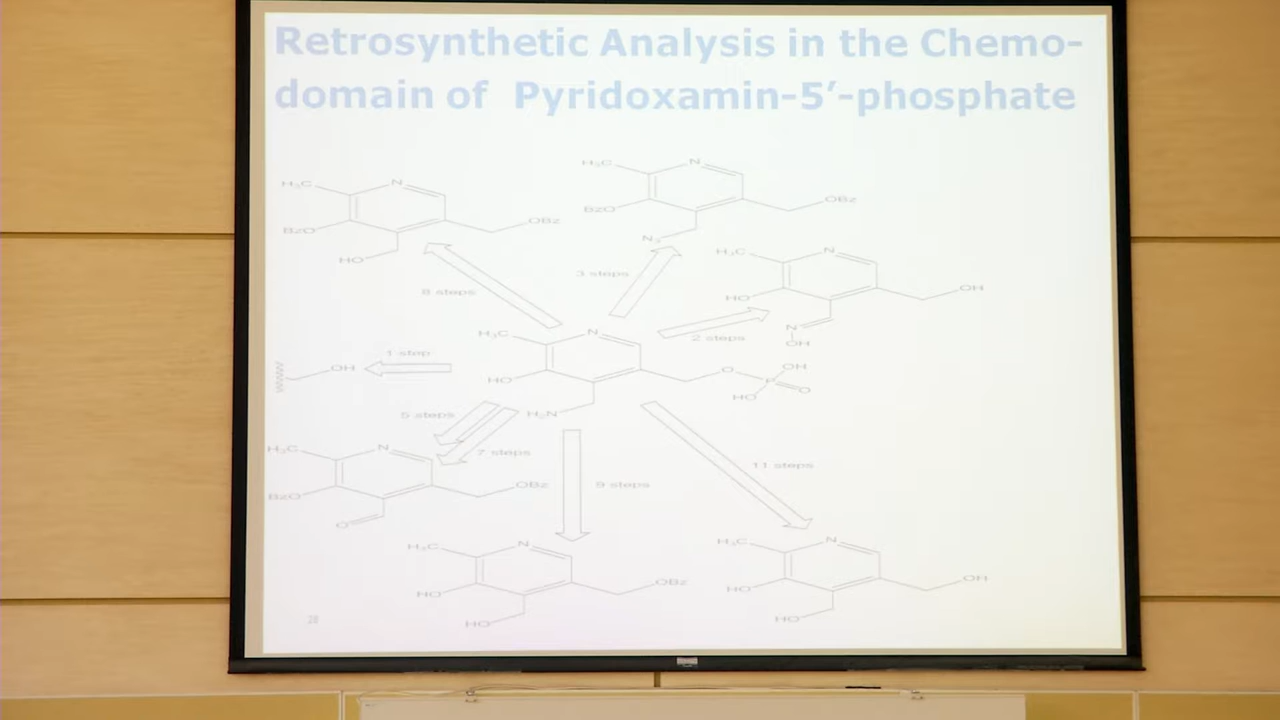 Retrosynthetic Analysis in the Chemo-
domain of Pyridoxamin-5’-phosphate
H₃C N
BzO
OBz
HO
H₃C N
BzO
OBz
N₃
8 steps
3 steps
H₃C N
HO
OH
N
OH
2 steps
1 step
OH
H₃C N
HO
O
OH
P
O
HO
H₂N
5 steps
7 steps
9 steps
11 steps
H₃C N
BzO
OBz
O
H₃C N
HO
OBz
HO
H₃C N
HO
OH
HO
28